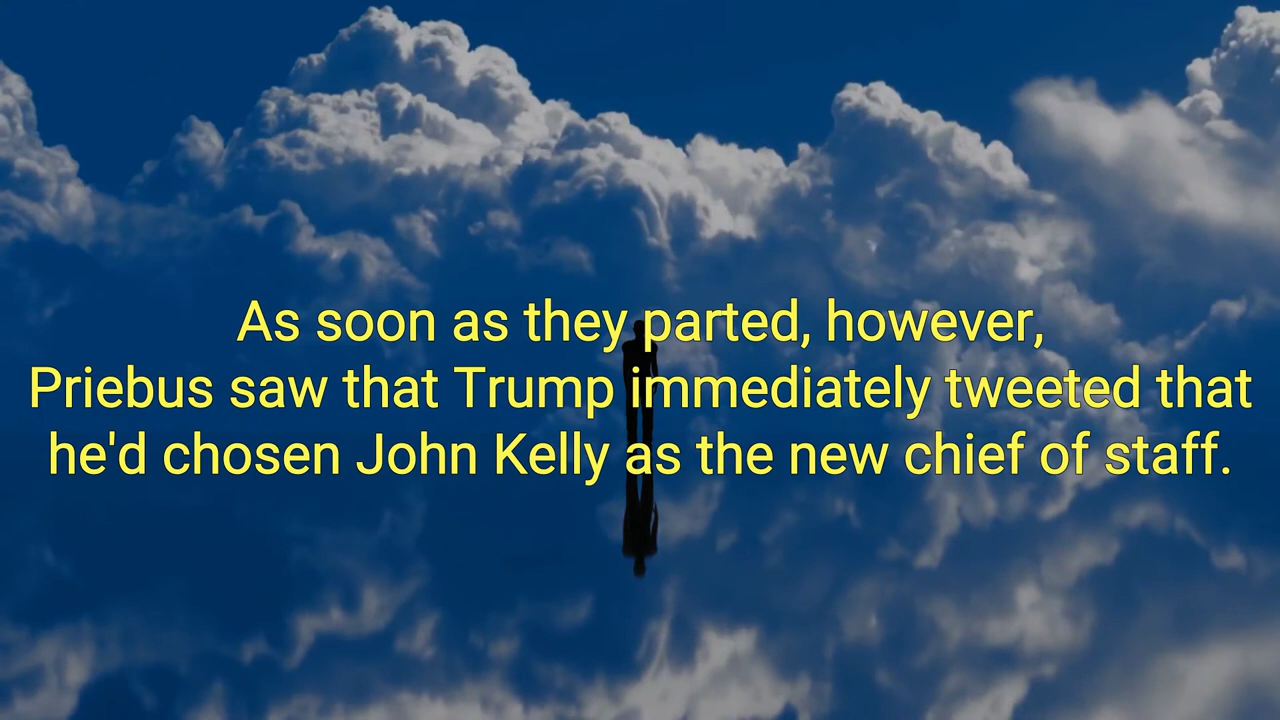 As soon as they parted, however,
Priebus saw that Trump immediately tweeted that
he'd chosen John Kelly as the new chief of staff.